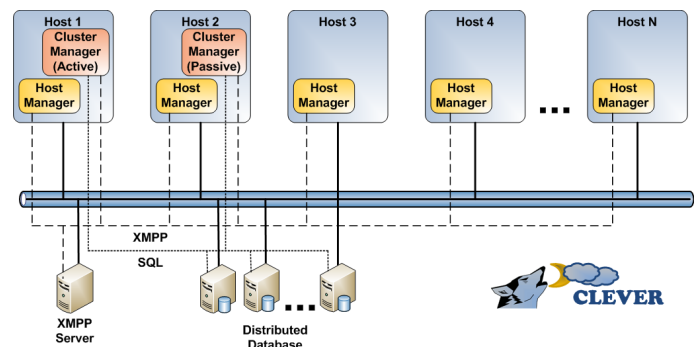 Host 1
Host 2
Host 3
Host 4
Host N
Cluster
Manager
(Active)
Cluster
Manager
(Passive)
Host
Manager
Host
Manager
Host
Manager
Host
Manager
Host
Manager
XMPP
SQL
XMPP
Server
Distributed
Database
CLEVER